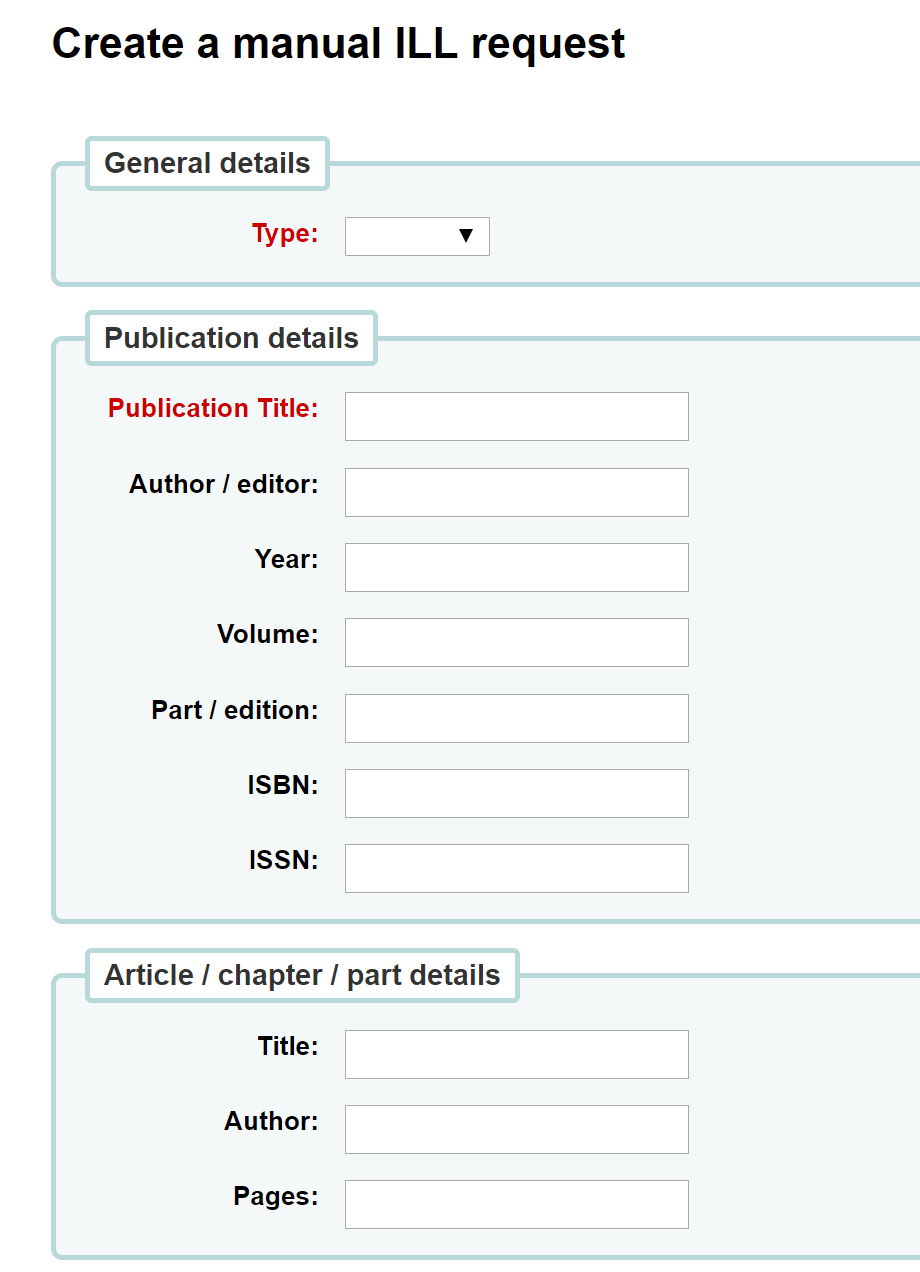 Create a manual ILL request
General details
Type:
Publication details
Publication Title:
Author / editor:
Year:
Volume:
Part / edition:
ISBN:
ISSN:
Article / chapter / part details
Title:
Author:
Pages: